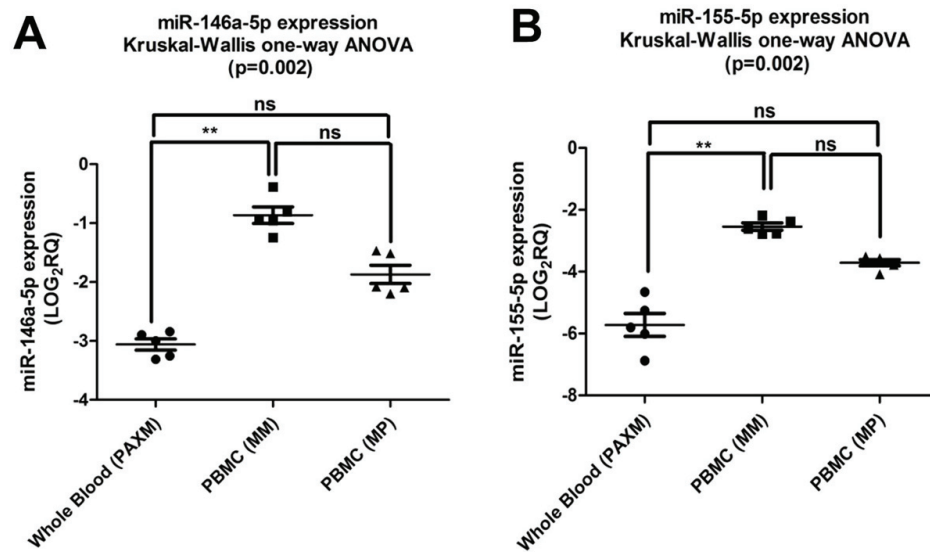 A
miR-146a-5p expression
Kruskal-Wallis one-way ANOVA
(p=0.002)
ns
**
ns
miR-146a-5p expression
(LOG₂RQ)
0
-1
-2
-3
-4
Whole Blood (PAXM)
PBMC (MM)
PBMC (MP)
B
miR-155-5p expression
Kruskal-Wallis one-way ANOVA
(p=0.002)
ns
**
ns
miR-155-5p expression
(LOG₂RQ)
0
-2
-4
-6
-8
Whole Blood (PAXM)
PBMC (MM)
PBMC (MP)